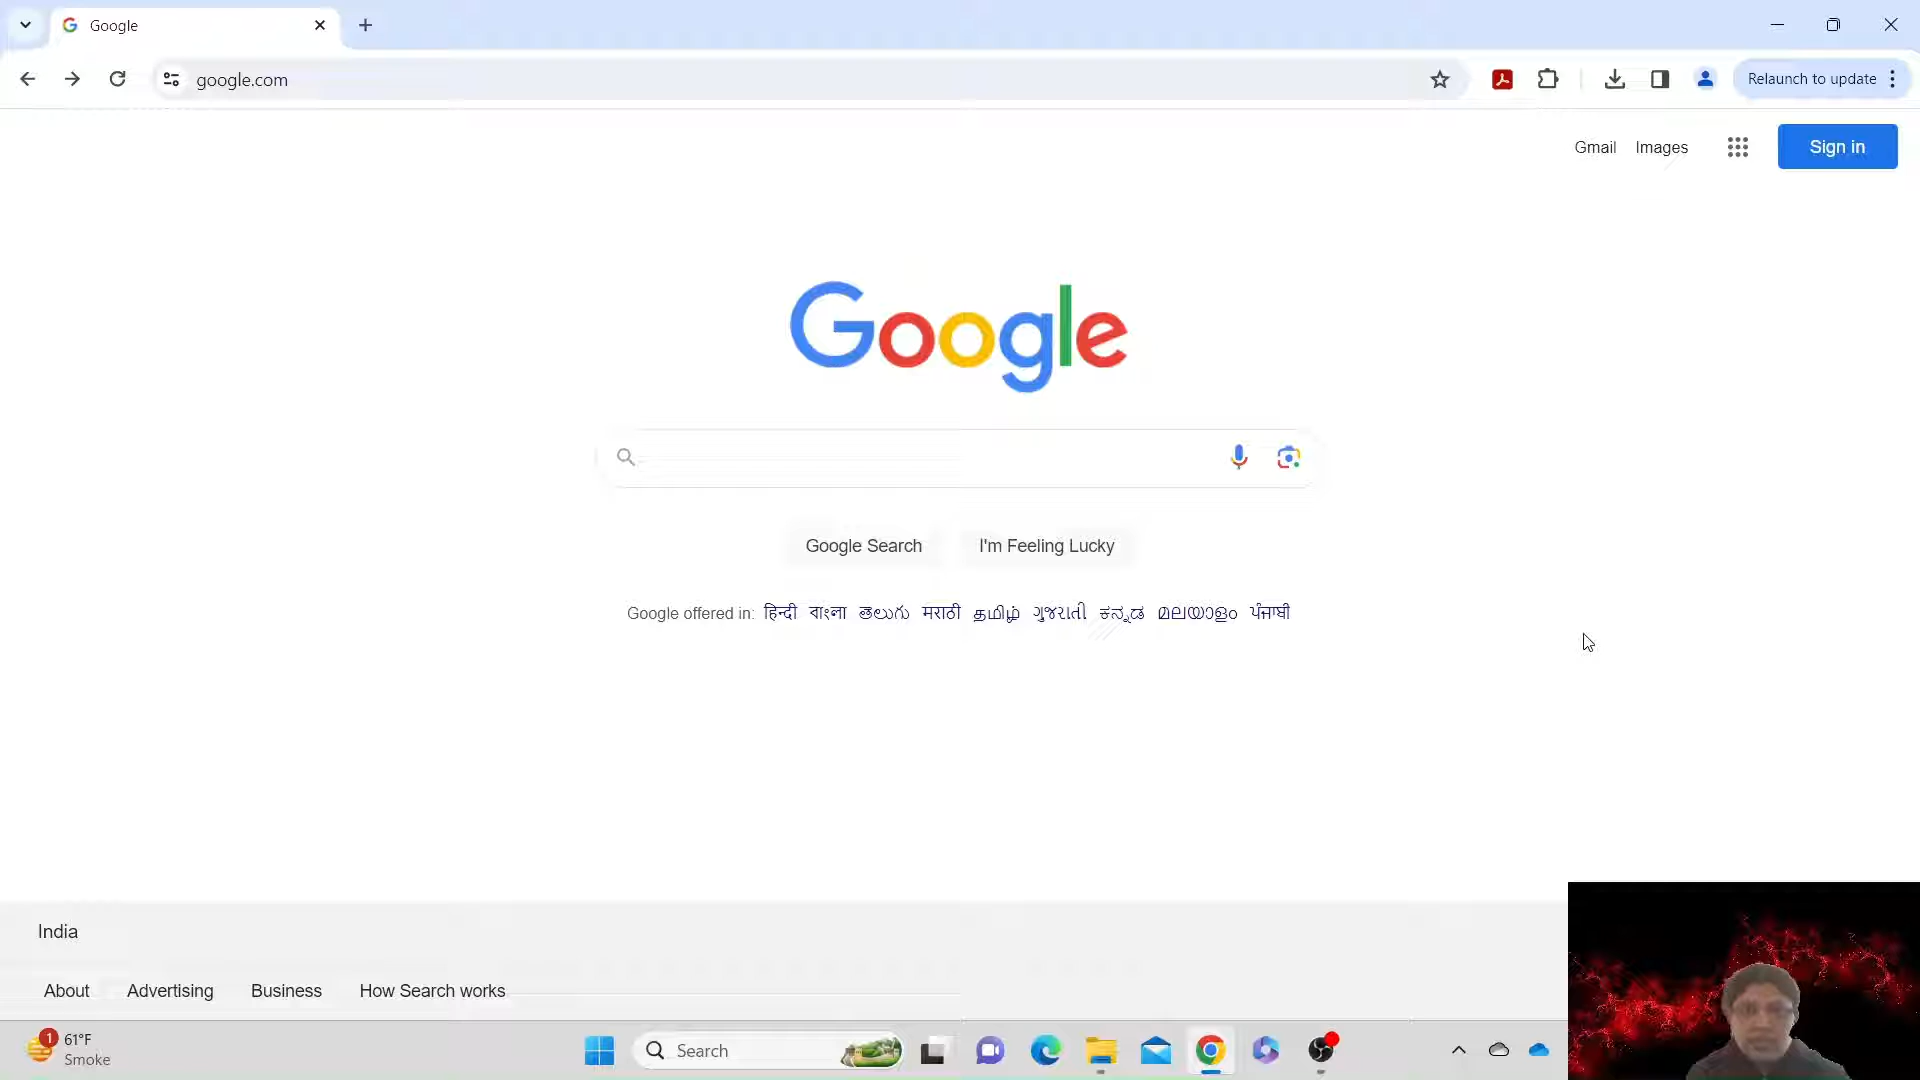 Google
google.com
Relaunch to update
Gmail Images
Sign in
Google
Google Search I'm Feeling Lucky
Google offered in: हिन्दी বাংলা తెలుగు मराठी தமிழ் ગુજરાતી ಕನ್ನಡ മലയാളം ਪੰਜਾਬੀ
India
About Advertising Business How Search works
1 61°F
Smoke
Search